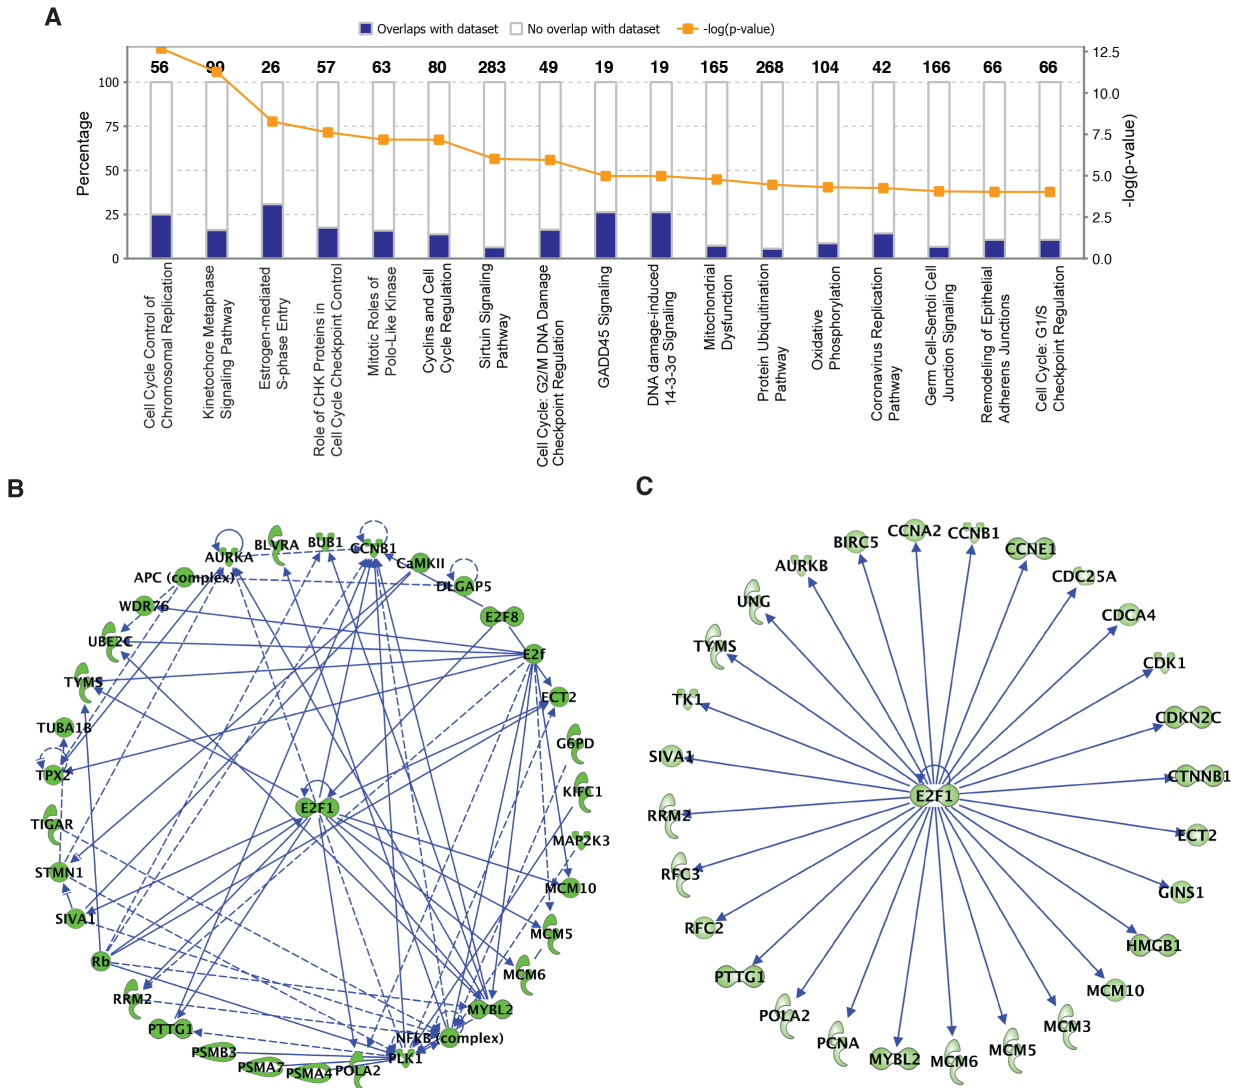 A
Overlaps with dataset No overlap with dataset -log(p-value)
56 90 26 57 63 80 283 49 19 19 165 268 104 42 166 66 66
Percentage
100
75
50
25
0
12.5
10.0
7.5
5.0
2.5
0.0
-log(p-value)
Cell Cycle Control of
Chromosomal Replication
Kinetochore Metaphase
Signaling Pathway
Estrogen-mediated
S-phase Entry
Role of CHK Proteins in
Cell Cycle Checkpoint Control
Mitotic Roles of
Polo-Like Kinase
Cyclins and Cell
Cycle Regulation
Sirtuin Signaling
Pathway
Cell Cycle: G2/M DNA Damage
Checkpoint Regulation
GADD45 Signaling
DNA damage-induced
14-3-3σ Signaling
Mitochondrial
Dysfunction
Protein Ubiquitination
Pathway
Oxidative
Phosphorylation
Coronavirus Replication
Pathway
Germ Cell-Sertoli Cell
Junction Signaling
Remodeling of Epithelial
Adherens Junctions
Cell Cycle: G1/S
Checkpoint Regulation
B
AURKA
BLVRA
BUB1
CCNB1
CaMKII
DLGAP5
E2F8
E2f
ECT2
G6PD
KIFC1
MAP2K3
MCM10
MCM5
MCM6
MYBL2
NFkB (complex)
PLK1
POLA2
PSMA4
PSMA7
PSMB3
PTTG1
RRM2
Rb
SIVA1
STMN1
TIGAR
TPX2
TUBA1B
TYMS
UBE2C
WDR76
APC (complex)
E2F1
C
CCNA2
CCNB1
CCNE1
CDC25A
CDCA4
CDK1
CDKN2C
CTNNB1
ECT2
GINS1
HMGB1
MCM10
MCM3
MCM5
MCM6
MYBL2
PCNA
POLA2
PTTG1
RFC2
RFC3
RRM2
SIVA1
TK1
TYMS
UNG
AURKB
BIRC5
E2F1